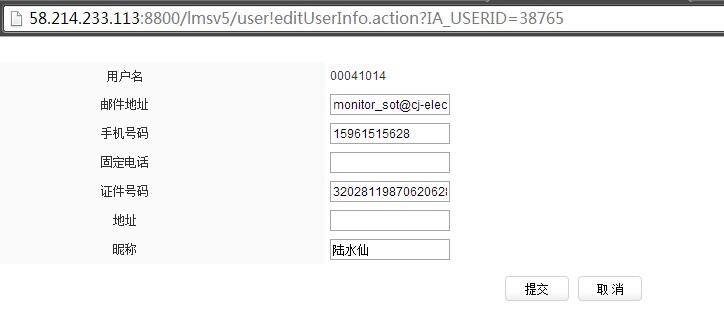 58.214.233.113:8800/lmsv5/user!editUserInfo.action?IA_USERID=38765
用户名 00041014
邮件地址 monitor_sot@cj-elec
手机号码 15961515628
固定电话
证件号码 32028119870620628
地址
昵称 陆水仙
提交 取消